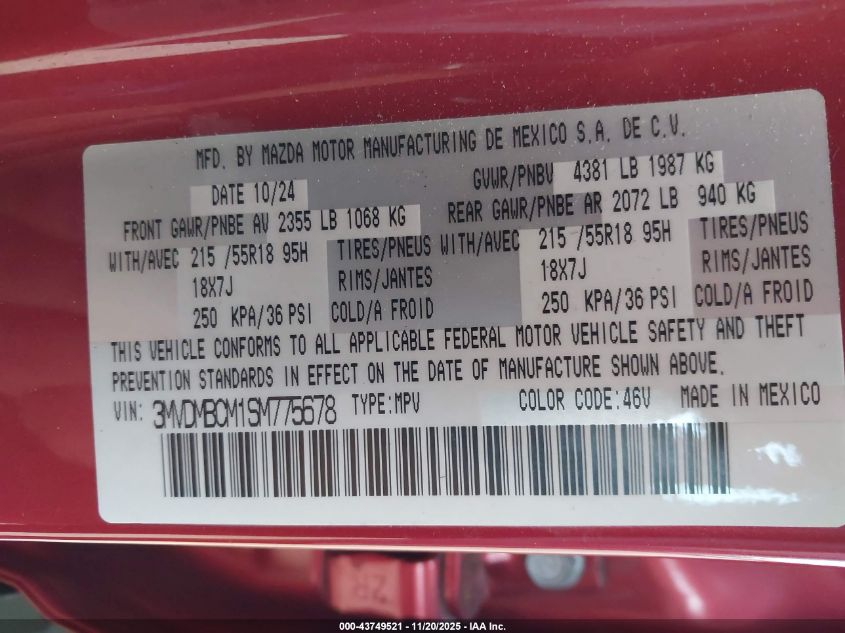 MFD. BY MAZDA MOTOR MANUFACTURING DE MEXICO S.A. DE C.V.
DATE 10/24 GVWR/PNBV 4381 LB 1987 KG
FRONT GAWR/PNBE AV 2355 LB 1068 KG REAR GAWR/PNBE AR 2072 LB 940 KG
WITH/AVEC 215 /55R18 95H TIRES/PNEUS WITH/AVEC 215 /55R18 95H TIRES/PNEUS
18X7J RIMS/JANTES 18X7J RIMS/JANTES
250 KPA/36 PSI COLD/A FROID 250 KPA/36 PSI COLD/A FROID
THIS VEHICLE CONFORMS TO ALL APPLICABLE FEDERAL MOTOR VEHICLE SAFETY AND THEFT
PREVENTION STANDARDS IN EFFECT ON THE DATE OF MANUFACTURE SHOWN ABOVE.
VIN: 3MVDMBCM1SM775678 TYPE:MPV COLOR CODE:46V MADE IN MEXICO
ZR
000-43749521 - 11/20/2025 - IAA Inc.